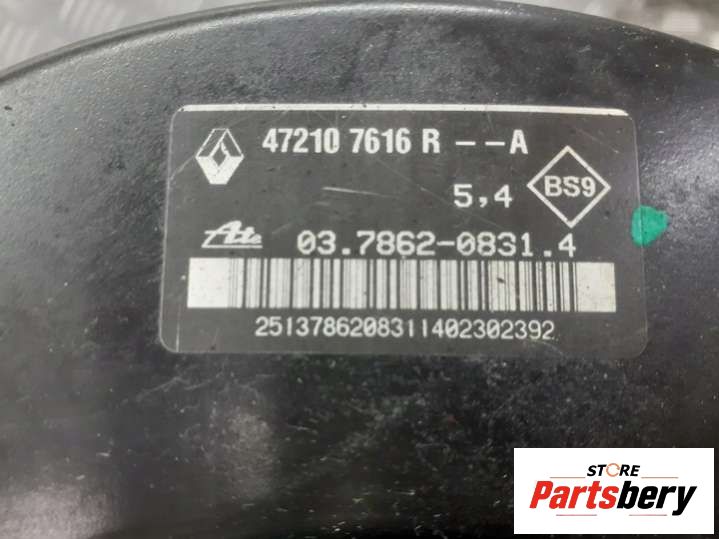 47210 7616 R --A
5,4
BS9
Ate
03.7862-0831.4
2513786208311402302392
STORE
Partsbery